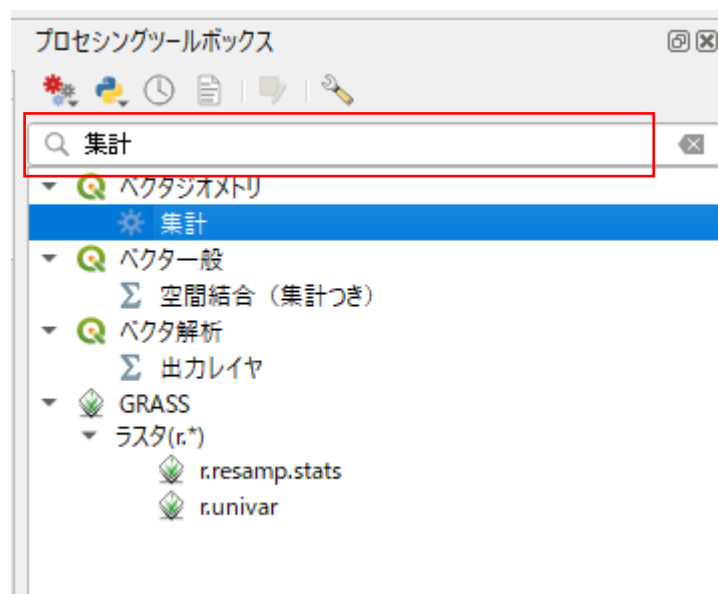 プロセシングツールボックス
集計
ベクタジオメトリ
集計
ベクタ一般
空間結合（集計つき）
ベクタ解析
出力レイヤ
GRASS
ラスタ(r.*)
r.resamp.stats
r.univar